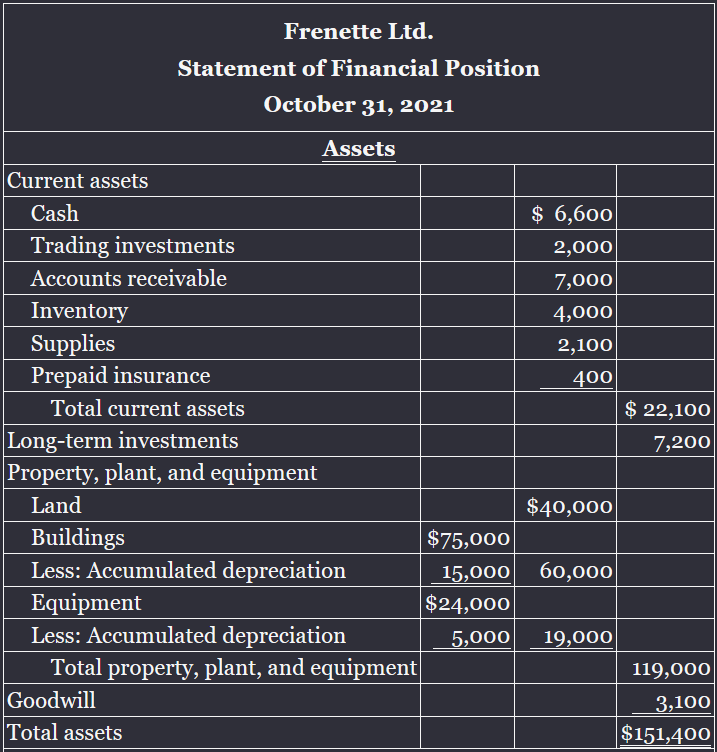 Frenette Ltd.
Statement of Financial Position
October 31, 2021
Assets
Current assets
Cash $ 6,600
Trading investments 2,000
Accounts receivable 7,000
Inventory 4,000
Supplies 2,100
Prepaid insurance 400
Total current assets $ 22,100
Long-term investments 7,200
Property, plant, and equipment
Land $40,000
Buildings $75,000
Less: Accumulated depreciation 15,000 60,000
Equipment $24,000
Less: Accumulated depreciation 5,000 19,000
Total property, plant, and equipment 119,000
Goodwill 3,100
Total assets $151,400